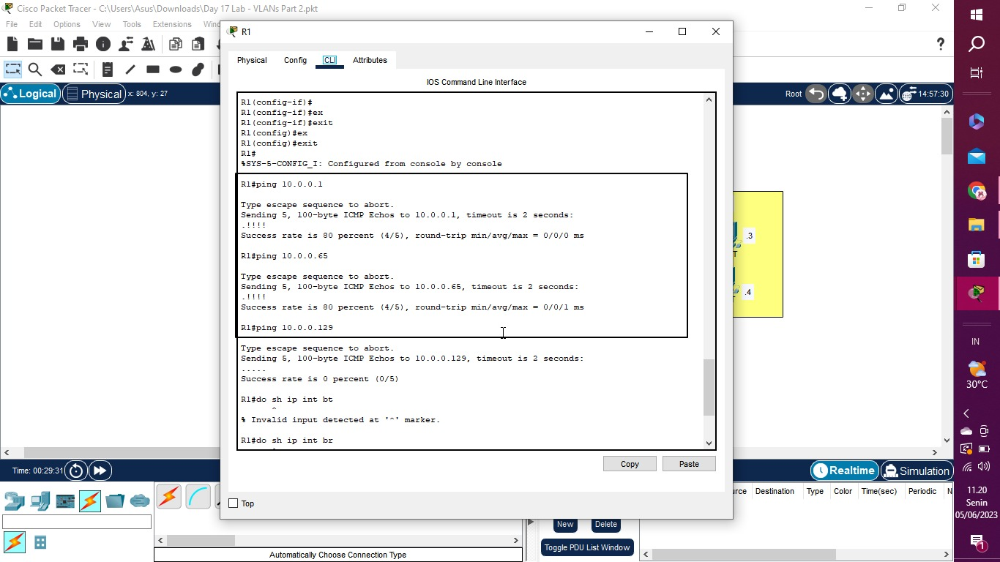 Cisco Packet Tracer - C:\Users\Asus\Downloads\Day 17 Lab - VLANs Part 2.pkt
File Edit Options View Tools Extensions
R1
Physical Config CLI Attributes
IOS Command Line Interface
Logical Physical x: 804, y: 27
Root 14:57:30
R1(config-if)#
R1(config-if)#ex
R1(config-if)#exit
R1(config)#ex
R1(config)#exit
R1#
%SYS-5-CONFIG_I: Configured from console by console
R1#ping 10.0.0.1
Type escape sequence to abort.
Sending 5, 100-byte ICMP Echos to 10.0.0.1, timeout is 2 seconds:
.!!!!
Success rate is 80 percent (4/5), round-trip min/avg/max = 0/0/0 ms
R1#ping 10.0.0.65
Type escape sequence to abort.
Sending 5, 100-byte ICMP Echos to 10.0.0.65, timeout is 2 seconds:
.!!!!
Success rate is 80 percent (4/5), round-trip min/avg/max = 0/0/1 ms
R1#ping 10.0.0.129
Type escape sequence to abort.
Sending 5, 100-byte ICMP Echos to 10.0.0.129, timeout is 2 seconds:
.....
Success rate is 0 percent (0/5)
R1#do sh ip int bt
^
% Invalid input detected at '^' marker.
R1#do sh ip int br
Copy Paste
Top
.3
T
.4
Time: 00:29:31
Realtime Simulation
Destination Type Color Time(sec) Periodic N
New Delete
Toggle PDU List Window
Automatically Choose Connection Type
IN
30°C
11.20
Senin
05/06/2023
1